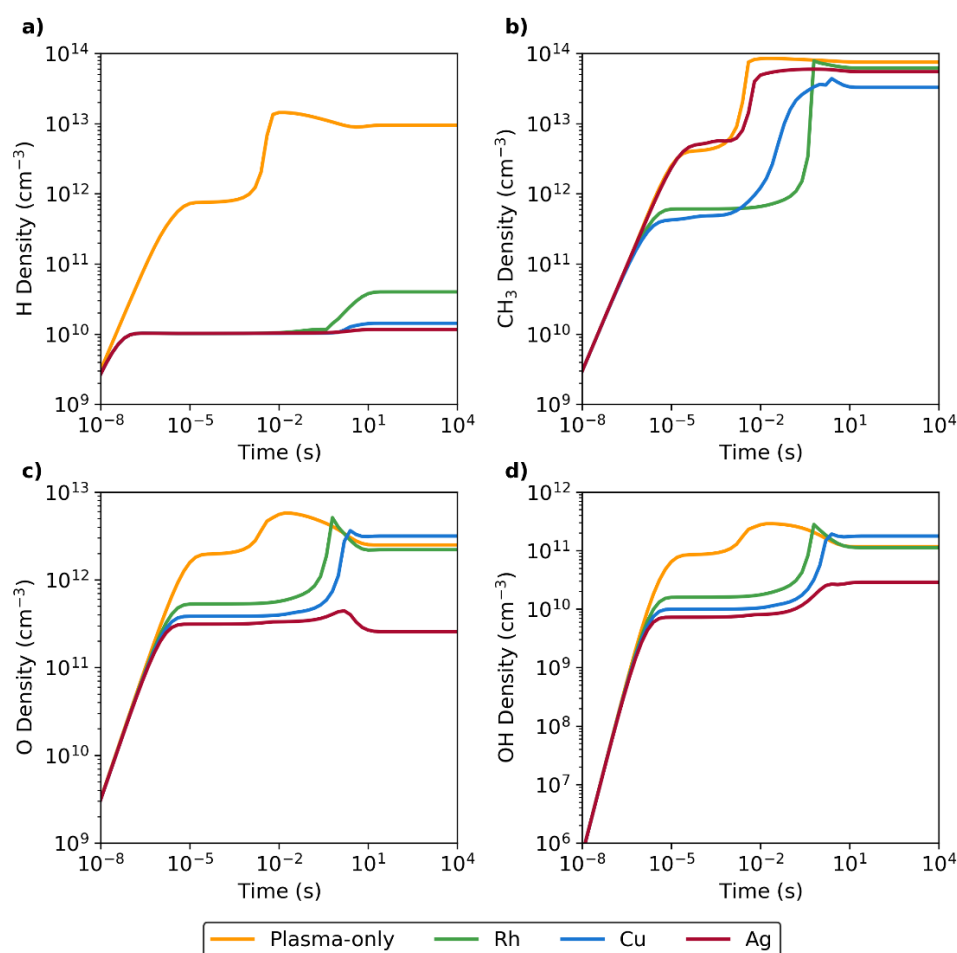 a)
b)
10^14
10^13
10^12
10^11
10^10
10^9
H Density (cm^−3)
10^−8 10^−5 10^−2 10^1 10^4
Time (s)
10^14
10^13
10^12
10^11
10^10
10^9
CH₃ Density (cm^−3)
10^−8 10^−5 10^−2 10^1 10^4
Time (s)
c)
d)
10^13
10^12
10^11
10^10
10^9
O Density (cm^−3)
10^−8 10^−5 10^−2 10^1 10^4
Time (s)
10^12
10^11
10^10
10^9
10^8
10^7
10^6
OH Density (cm^−3)
10^−8 10^−5 10^−2 10^1 10^4
Time (s)
Plasma-only Rh Cu Ag